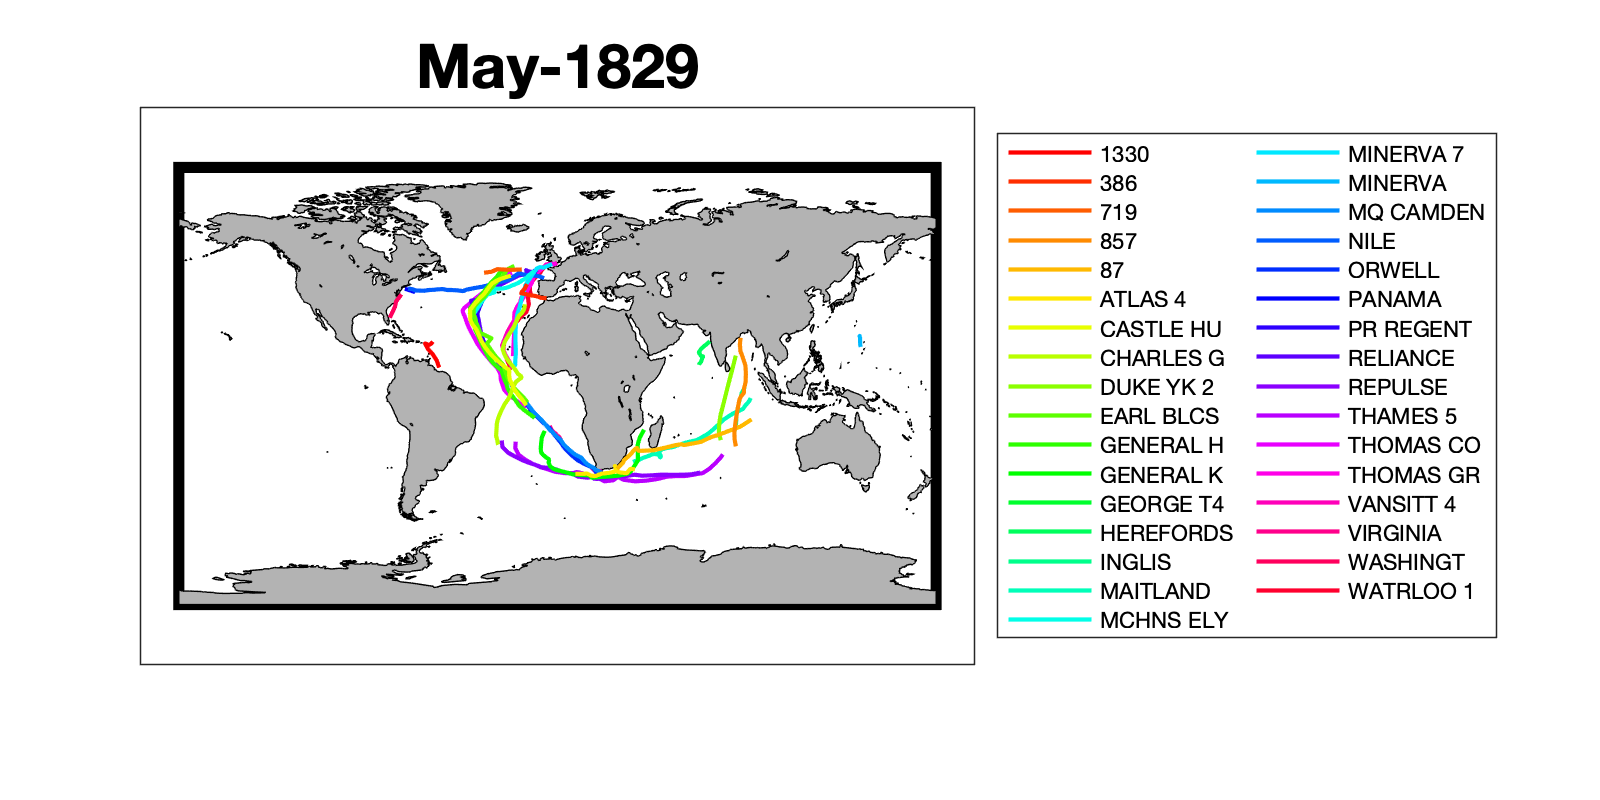 May-1829
1330
386
719
857
87
ATLAS 4
CASTLE HU
CHARLES G
DUKE YK 2
EARL BLCS
GENERAL H
GENERAL K
GEORGE T4
HEREFORDS
INGLIS
MAITLAND
MCHNS ELY
MINERVA 7
MINERVA
MQ CAMDEN
NILE
ORWELL
PANAMA
PR REGENT
RELIANCE
REPULSE
THAMES 5
THOMAS CO
THOMAS GR
VANSITT 4
VIRGINIA
WASHINGT
WATRLOO 1